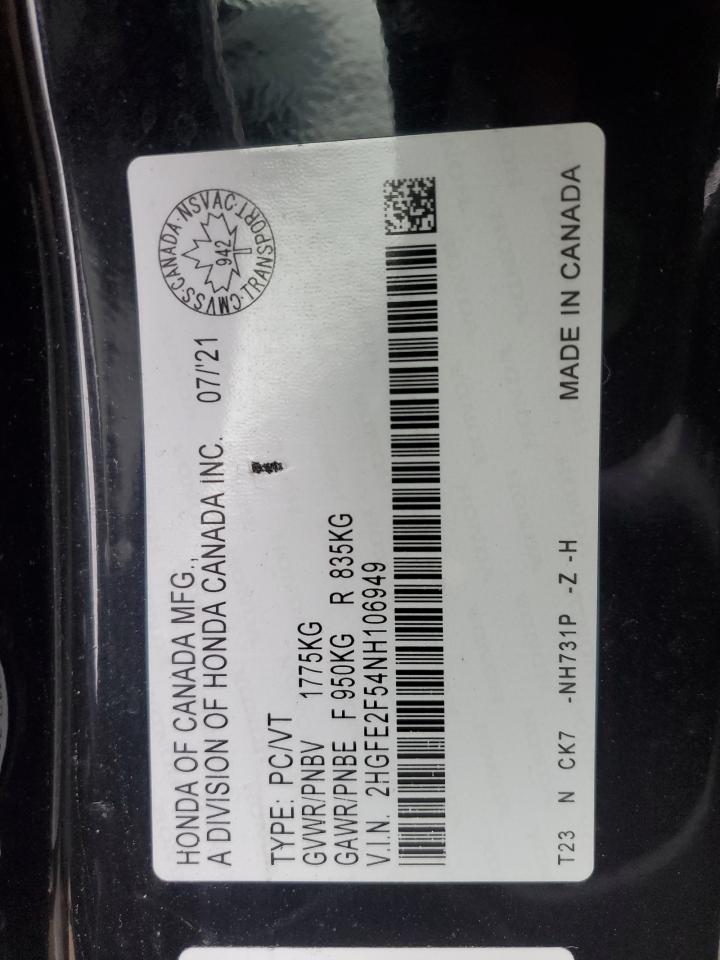 HONDA OF CANADA MFG.,
A DIVISION OF HONDA CANADA INC. 07/'21
CMVSS·CANADA·NSVAC·TRANSPORT
942
TYPE: PC/VT
GVWR/PNBV 1775KG
GAWR/PNBE F 950KG R 835KG
V.I.N. 2HGFE2F54NH106949
T23 N CK7 -NH731P -Z -H MADE IN CANADA